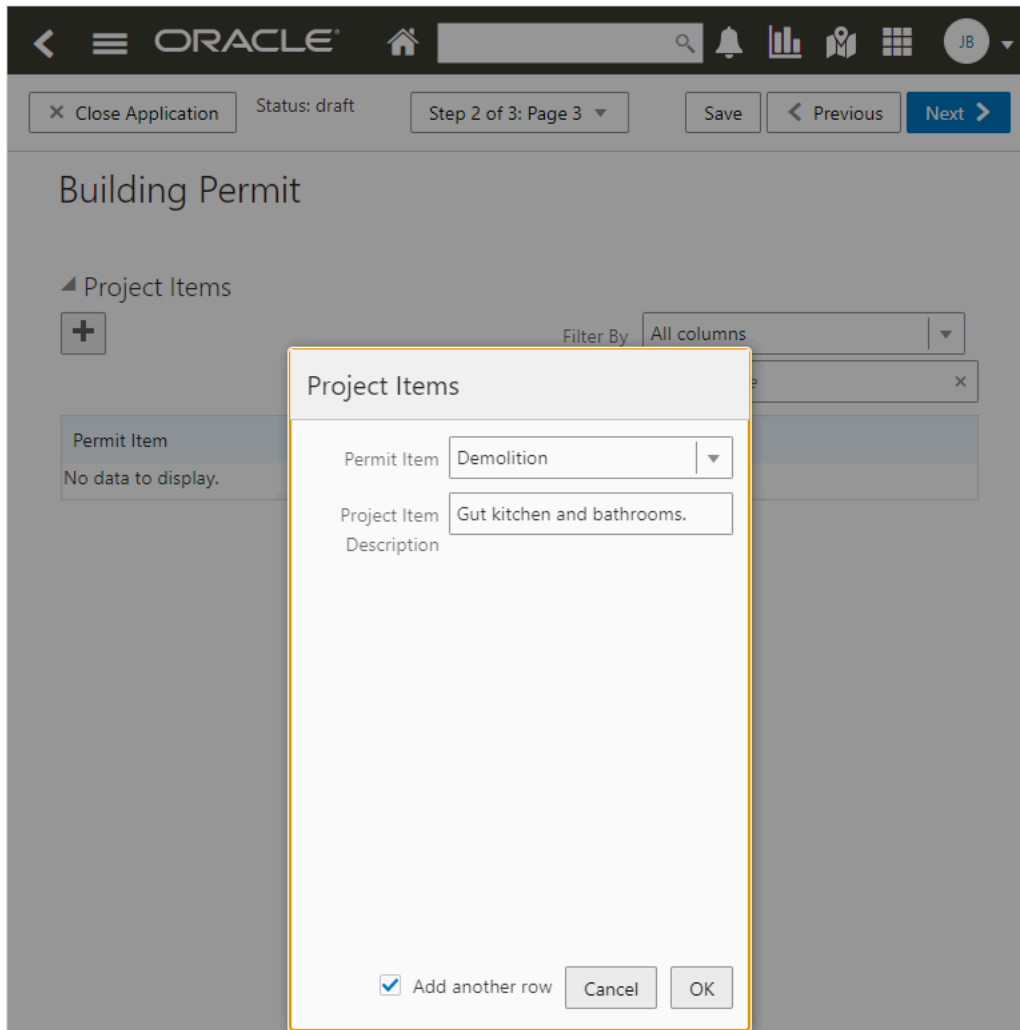 ORACLE
JB
Close Application
Status: draft
Step 2 of 3: Page 3
Save
Previous
Next
Building Permit
Project Items
Filter By
All columns
Project Items
Permit Item
No data to display.
Permit Item
Demolition
Project Item
Description
Gut kitchen and bathrooms.
Add another row
Cancel
OK